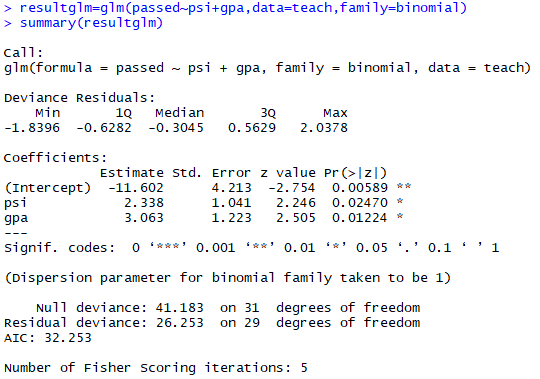 > resultglm=glm(passed~psi+gpa,data=teach,family=binomial)
> summary(resultglm)
Call:
glm(formula = passed ~ psi + gpa, family = binomial, data = teach)
Deviance Residuals:
    Min       1Q   Median       3Q      Max
-1.8396  -0.6282  -0.3045   0.5629   2.0378
Coefficients:
            Estimate Std. Error z value Pr(>|z|)
(Intercept)  -11.602      4.213  -2.754  0.00589 **
psi            2.338      1.041   2.246  0.02470 *
gpa            3.063      1.223   2.505  0.01224 *
---
Signif. codes:  0 ‘***’ 0.001 ‘**’ 0.01 ‘*’ 0.05 ‘.’ 0.1 ‘ ’ 1
(Dispersion parameter for binomial family taken to be 1)
    Null deviance: 41.183  on 31  degrees of freedom
Residual deviance: 26.253  on 29  degrees of freedom
AIC: 32.253
Number of Fisher Scoring iterations: 5